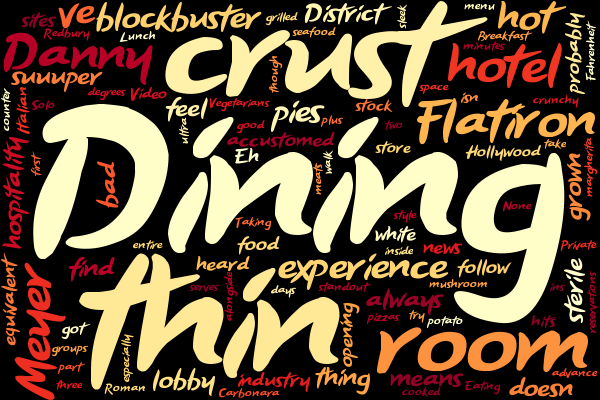 sites
ve
blockbuster
grilled
District
sleek
menu
hot
probably
Redbury
Lunch
seafood
Breakfast
Fahrenheit
Danny
crust
hotel
minutes
suuuper
though
counter
Italian
degrees
Video
space
crunchy
Solo
feel
Vegetarians
pies
stock
Flatiron
isn
ultra
good
plus
two
accustomed
store
Hollywood
take
margherita
hospitality
first
Dining
Eh
walk
meats
grown
bad
None
style
Taking
white
entire
food
inside
news
Private
equivalent
find
heard
experience
follow
sterile
serves
alongside
days
standout
mushroom
ins
reservations
Meyer
thin
always
opening
pizzas
try
potato
hits
got
room
groups
part
especially
three
Roman
lobby
industry
Carbonara
thing
means
cooked
Eating
advance
doesn